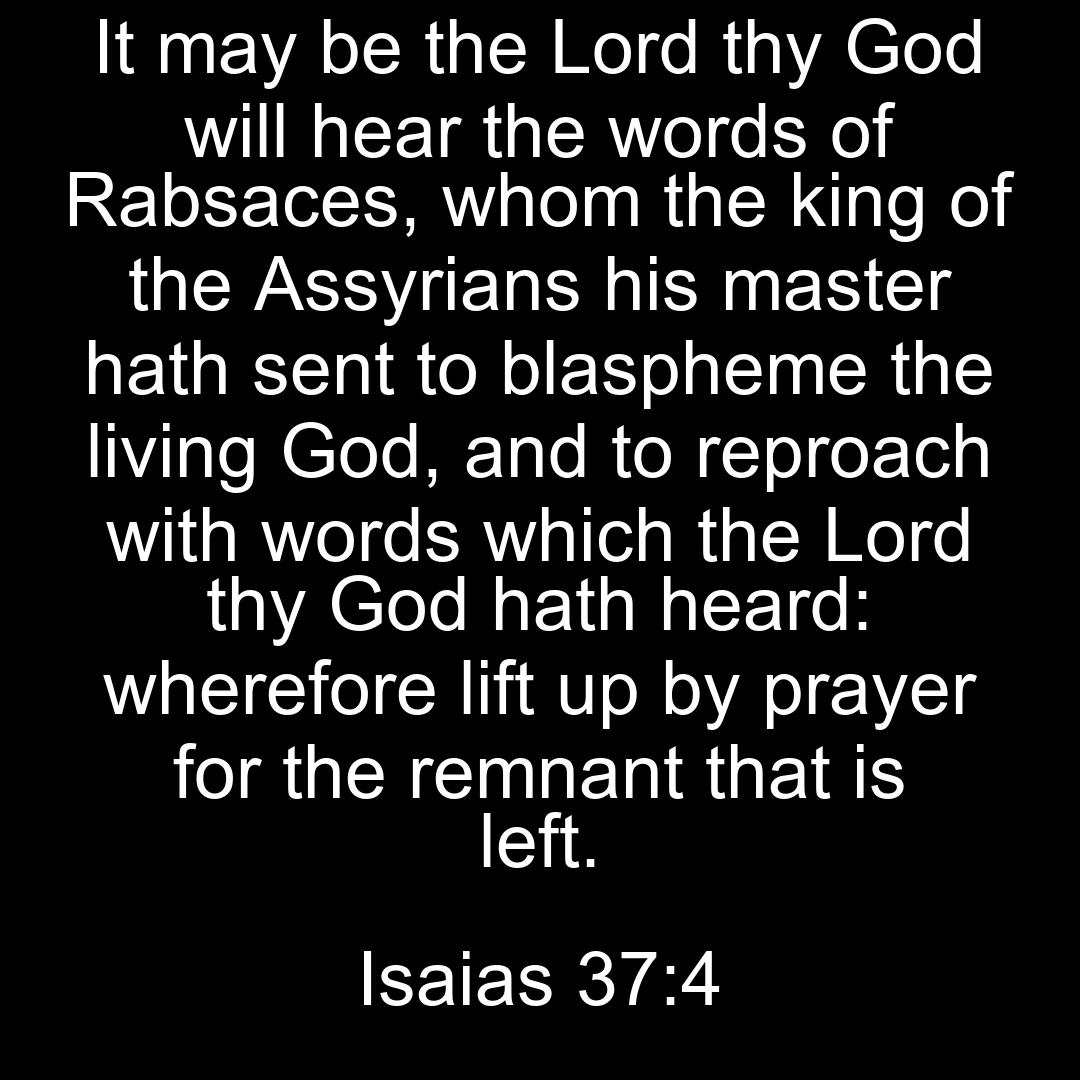 It may be the Lord thy God
will hear the words of
Rabsaces, whom the king of
the Assyrians his master
hath sent to blaspheme the
living God, and to reproach
with words which the Lord
thy God hath heard:
wherefore lift up by prayer
for the remnant that is
left.
Isaias 37:4